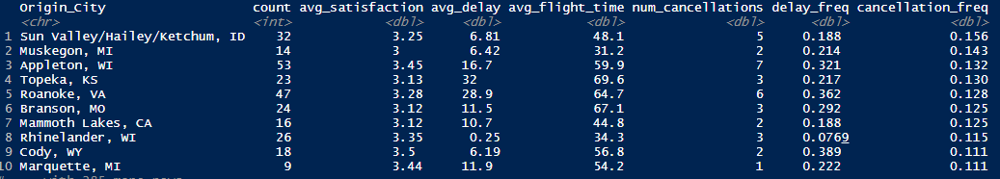 Origin_City count avg_satisfaction avg_delay avg_flight_time num_cancellations delay_freq cancellation_freq
<chr> <int> <dbl> <dbl> <dbl> <dbl> <dbl> <dbl>
1 Sun Valley/Hailey/Ketchum, ID 32 3.25 6.81 48.1 5 0.188 0.156
2 Muskegon, MI 14 3 6.42 31.2 2 0.214 0.143
3 Appleton, WI 53 3.45 16.7 59.9 7 0.321 0.132
4 Topeka, KS 23 3.13 32 69.6 3 0.217 0.130
5 Roanoke, VA 47 3.28 28.9 64.7 6 0.362 0.128
6 Branson, MO 24 3.12 11.5 67.1 3 0.292 0.125
7 Mammoth Lakes, CA 16 3.12 10.7 44.8 2 0.188 0.125
8 Rhinelander, WI 26 3.35 0.25 34.3 3 0.0769 0.115
9 Cody, WY 18 3.5 6.19 56.8 2 0.389 0.111
10 Marquette, MI 9 3.44 11.9 54.2 1 0.222 0.111